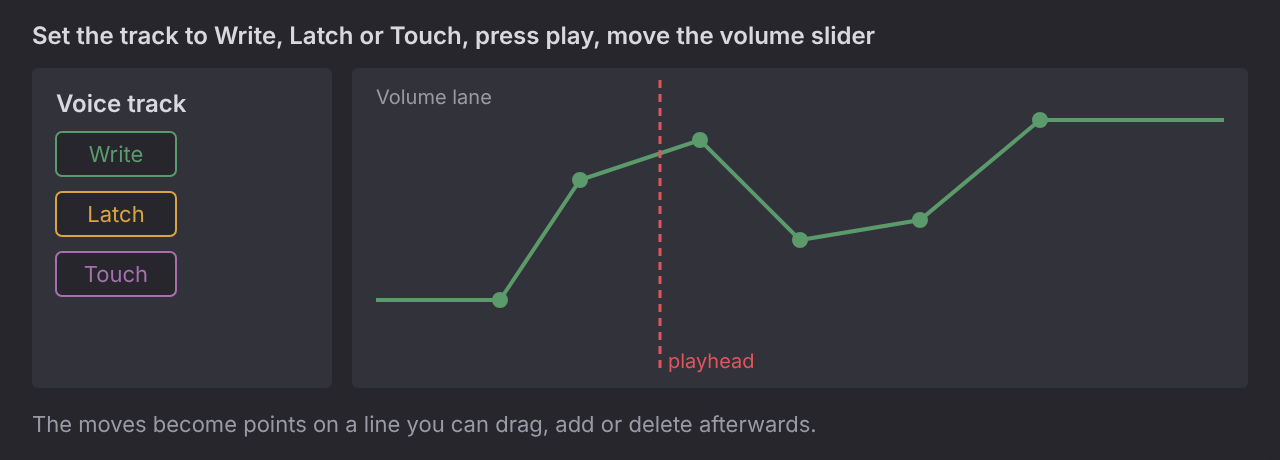 Set the track to Write, Latch or Touch, press play, move the volume slider
Voice track
Write
Latch
Touch
Volume lane
playhead
The moves become points on a line you can drag, add or delete afterwards.